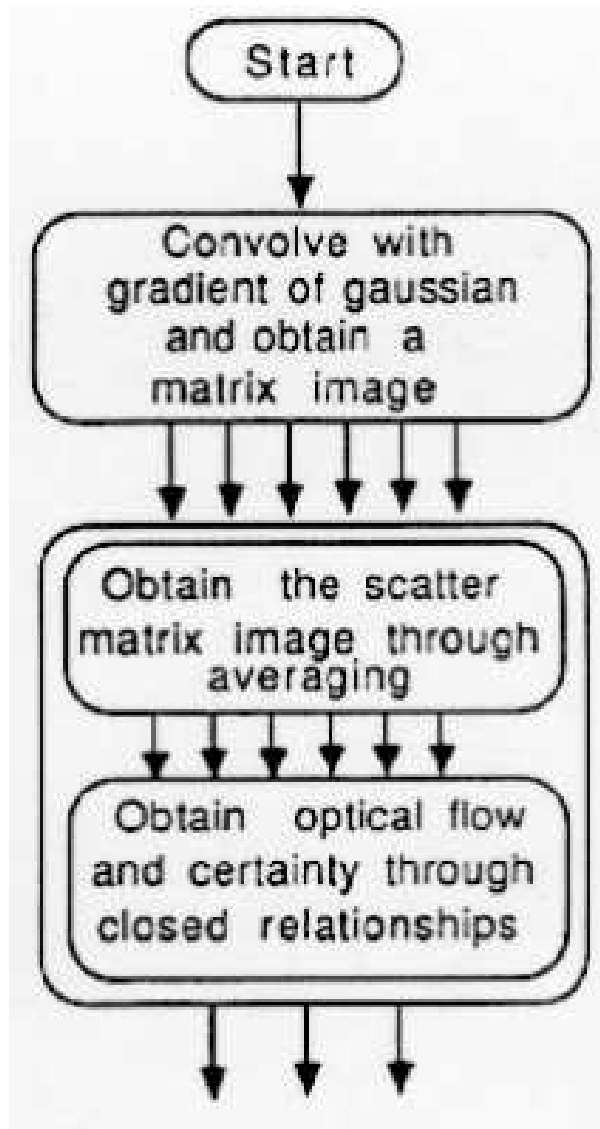 Start
Convolve with
gradient of gaussian
and obtain a
matrix image
Obtain the scatter
matrix image through
averaging
Obtain optical flow
and certainty through
closed relationships